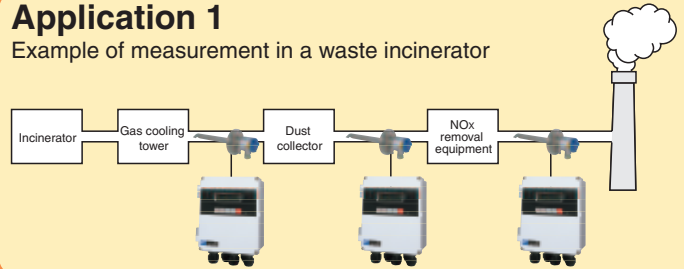 Application 1
Example of measurement in a waste incinerator
Incinerator
Gas cooling
tower
Dust
collector
NOx
removal
equipment